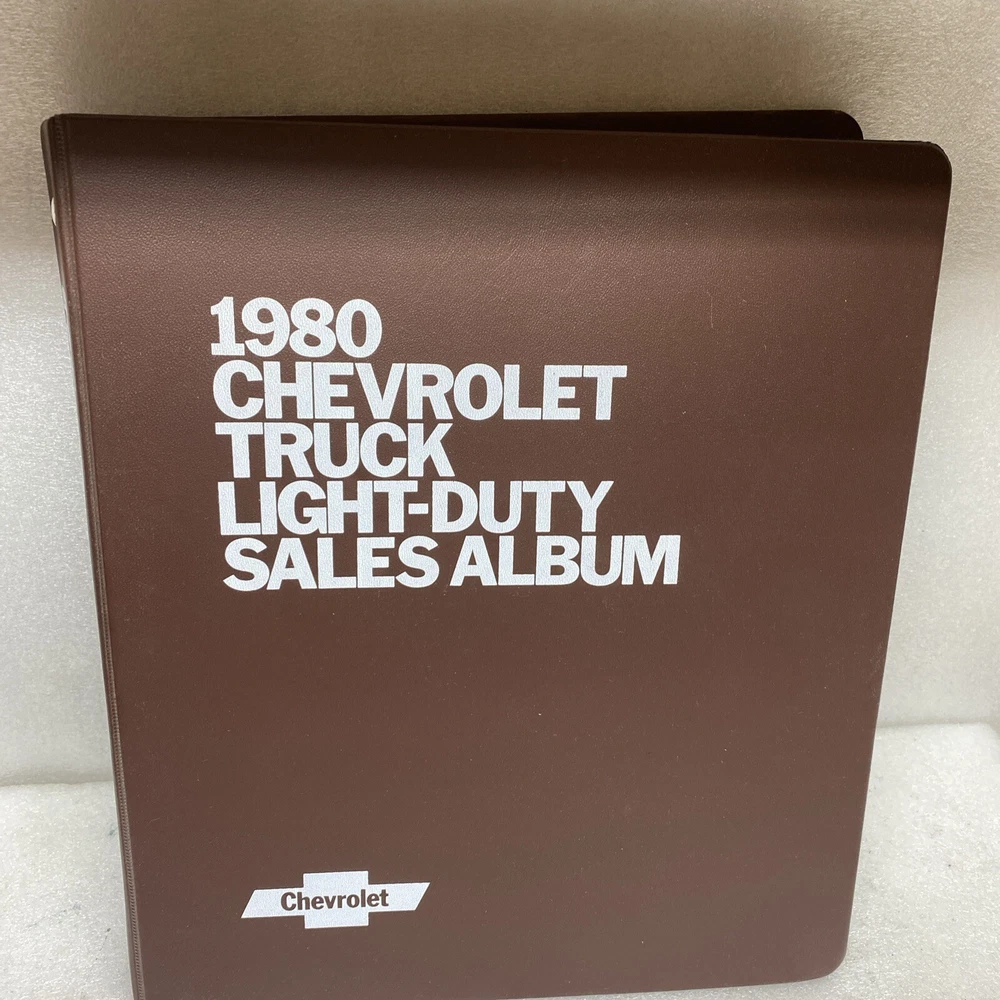 1980
CHEVROLET
TRUCK
LIGHT-DUTY
SALES ALBUM
Chevrolet